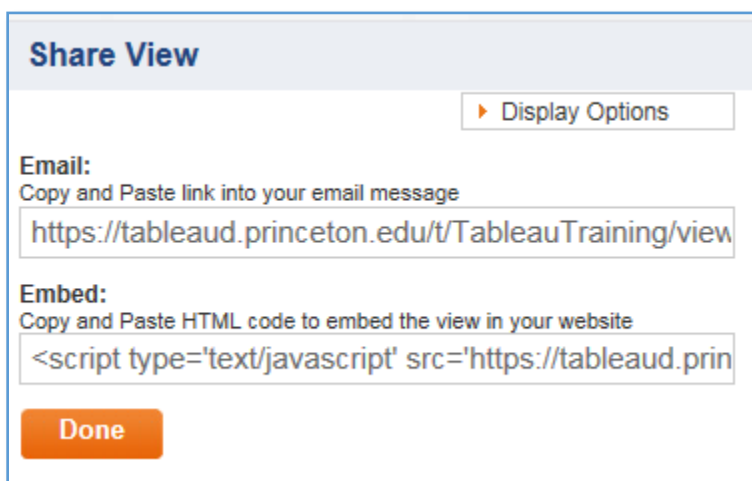 Share View
Display Options
Email:
Copy and Paste link into your email message
https://tableaud.princeton.edu/t/TableauTraining/view
Embed:
Copy and Paste HTML code to embed the view in your website
<script type='text/javascript' src='https://tableaud.prin
Done